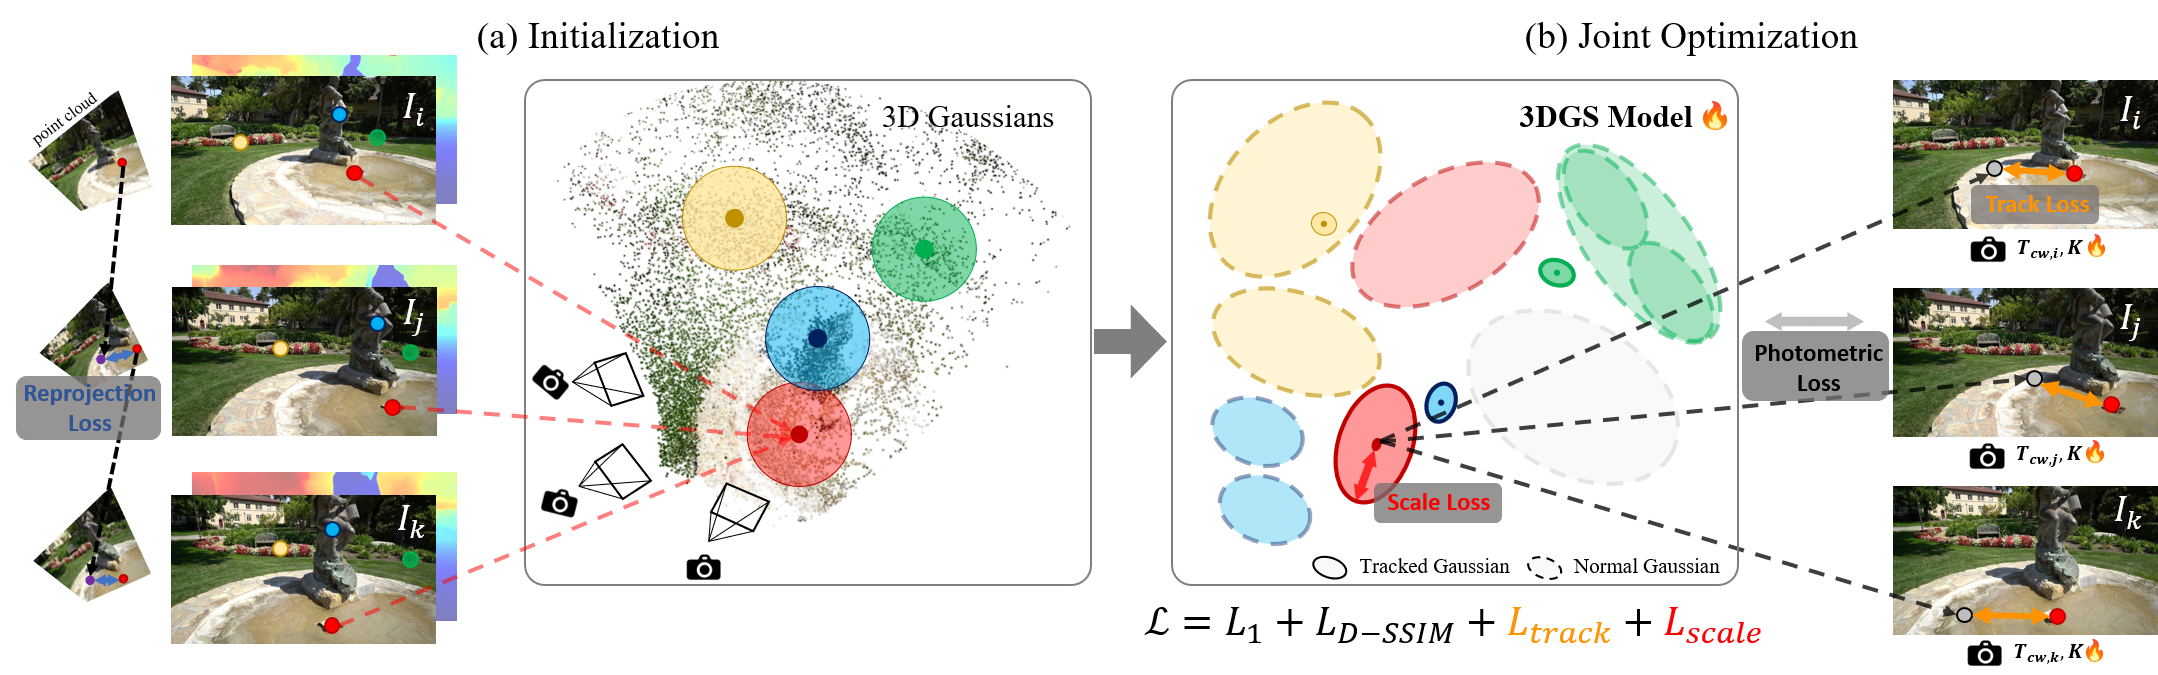 (a) Initialization
(b) Joint Optimization
point cloud
I_i
I_j
I_k
Reprojection
Loss
3D Gaussians
3DGS Model
Scale Loss
Tracked Gaussian
Normal Gaussian
ℒ = L_1 + L_{D−SSIM} + L_{track} + L_{scale}
Photometric
Loss
I_i
Track Loss
T_{cw,i}, K
I_j
T_{cw,j}, K
I_k
T_{cw,k}, K